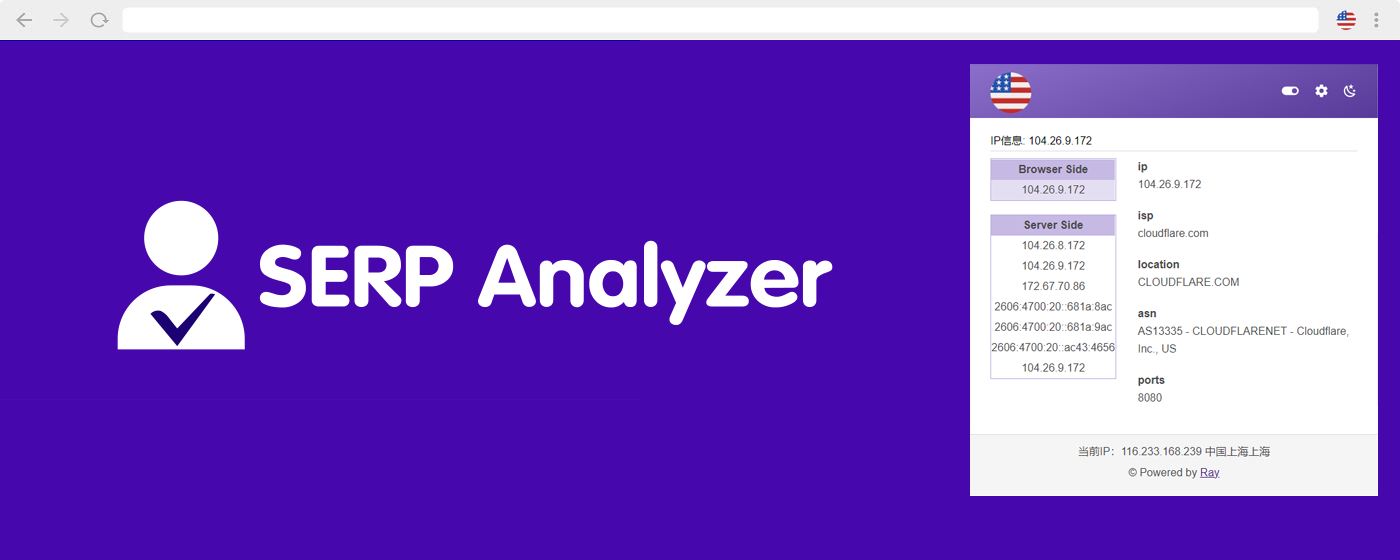 SERP Analyzer
IP信息: 104.26.9.172
Browser Side
104.26.9.172
Server Side
104.26.8.172
104.26.9.172
172.67.70.86
2606:4700:20::681a:8ac
2606:4700:20::681a:9ac
2606:4700:20::ac43:4656
104.26.9.172
ip
104.26.9.172
isp
cloudflare.com
location
CLOUDFLARE.COM
asn
AS13335 - CLOUDFLARENET - Cloudflare,
Inc., US
ports
8080
当前IP：116.233.168.239 中国上海上海
© Powered by Ray